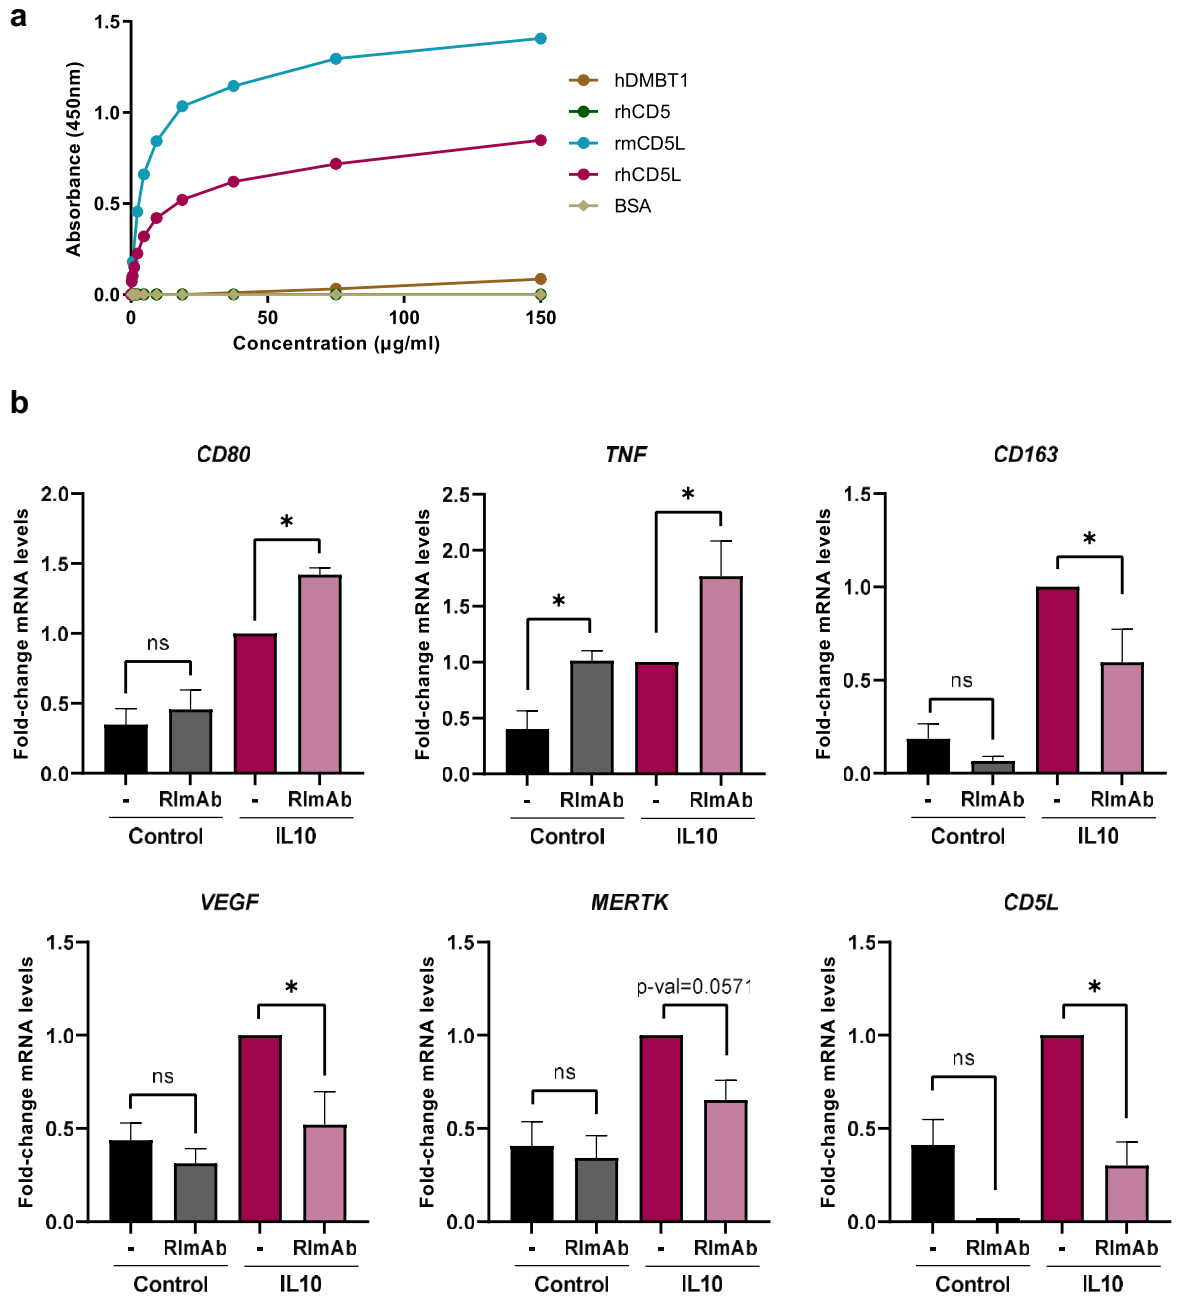 a
1.5
1.0
0.5
0.0
Absorbance (450nm)
0 50 100 150
Concentration (µg/ml)
hDMBT1
rhCD5
rmCD5L
rhCD5L
BSA
b
CD80
Fold-change mRNA levels
2.0
1.5
1.0
0.5
0.0
ns
*
- RImAb - RImAb
Control IL10
TNF
Fold-change mRNA levels
2.5
2.0
1.5
1.0
0.5
0.0
*
*
- RImAb - RImAb
Control IL10
CD163
Fold-change mRNA levels
1.5
1.0
0.5
0.0
ns
*
- RImAb - RImAb
Control IL10
VEGF
Fold-change mRNA levels
1.5
1.0
0.5
0.0
ns
*
- RImAb - RImAb
Control IL10
MERTK
Fold-change mRNA levels
1.5
1.0
0.5
0.0
ns
p-val=0.0571
- RImAb - RImAb
Control IL10
CD5L
Fold-change mRNA levels
1.5
1.0
0.5
0.0
ns
*
- RImAb - RImAb
Control IL10